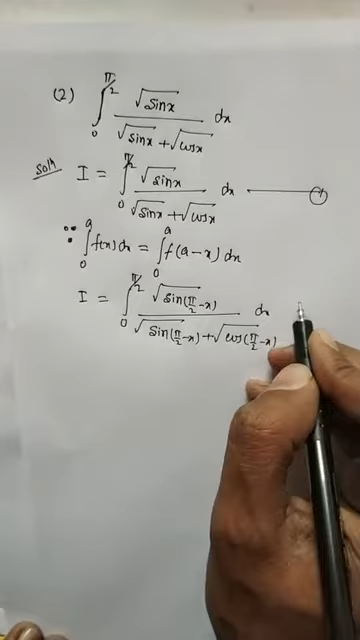 (2) ∫₀^(π/2) √sinx / (√sinx + √cosx) dx
Soln I = ∫₀^(π/2) √sinx / (√sinx + √cosx) dx
∵ ∫₀^a f(x) dx = ∫₀^a f(a-x) dx
I = ∫₀^(π/2) √sin(π/2-x) / (√sin(π/2-x) + √cos(π/2-x)) dx